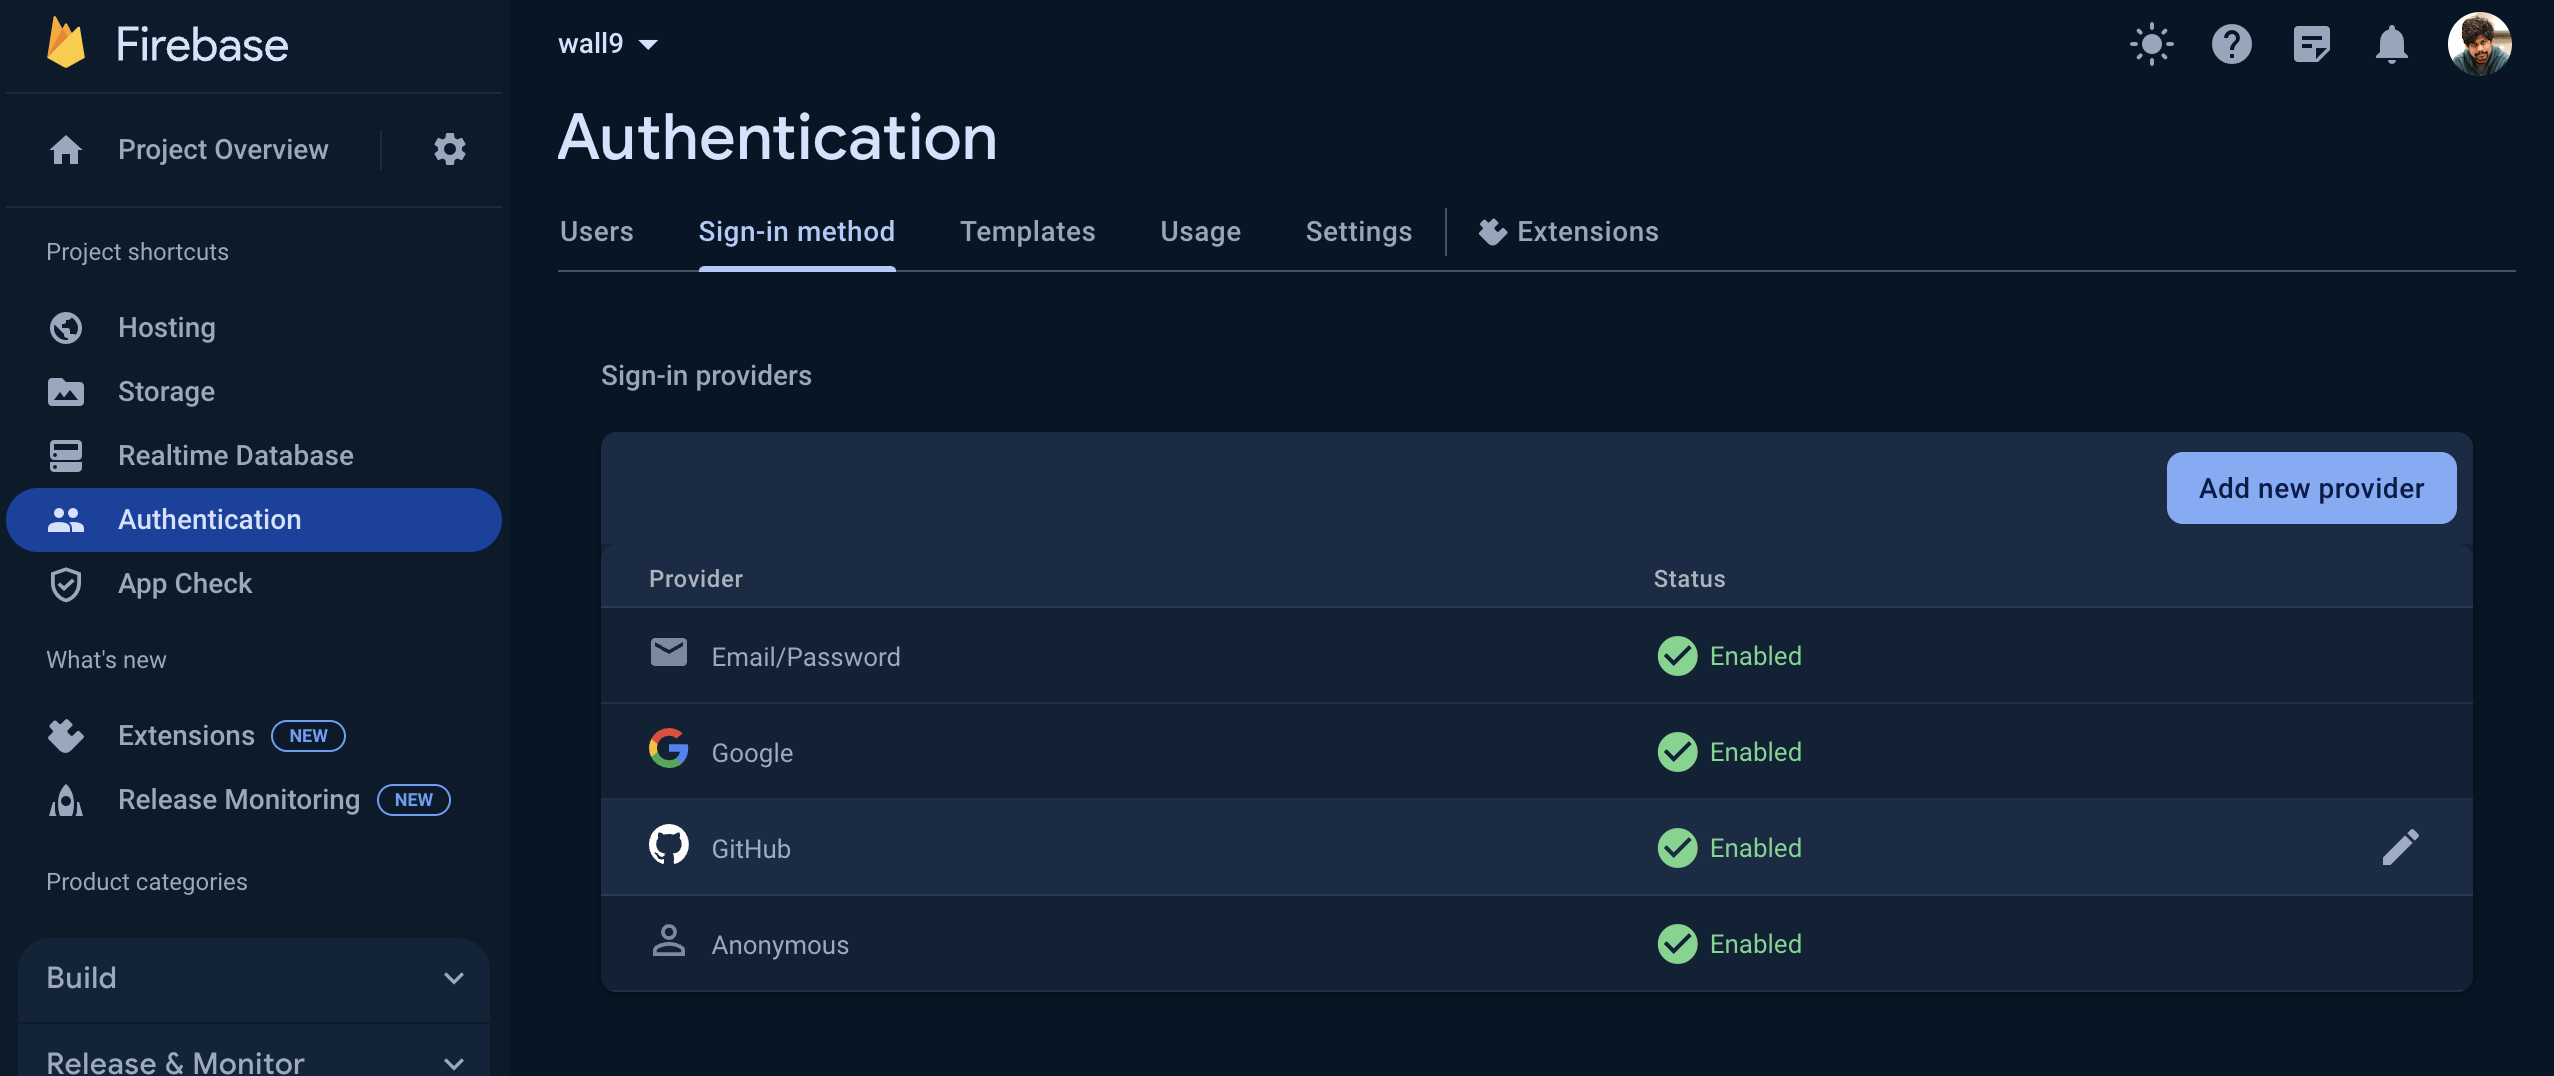 Firebase
Project Overview
Project shortcuts
Hosting
Storage
Realtime Database
Authentication
App Check
What's new
Extensions NEW
Release Monitoring NEW
Product categories
Build
Release & Monitor
wall9
Authentication
Users Sign-in method Templates Usage Settings Extensions
Sign-in providers
Add new provider
Provider Status
Email/Password Enabled
Google Enabled
GitHub Enabled
Anonymous Enabled